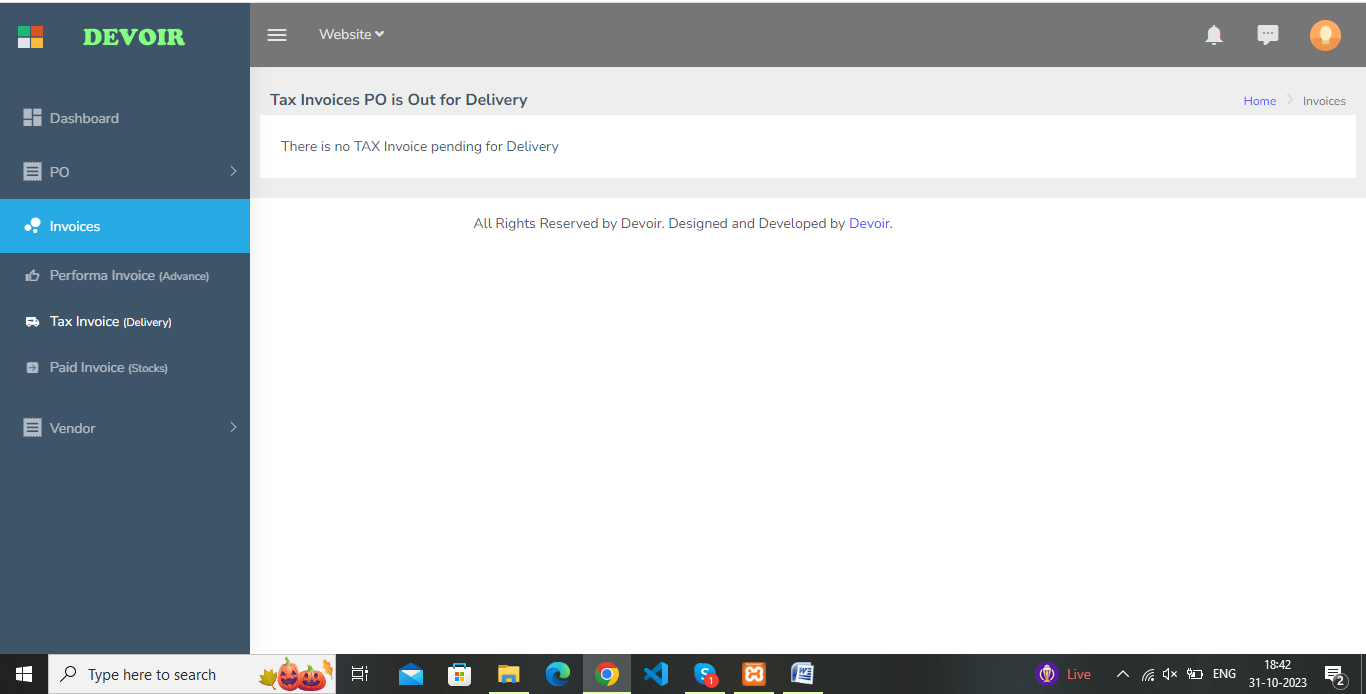 DEVOIR
Website
Dashboard
PO
Invoices
Performa Invoice (Advance)
Tax Invoice (Delivery)
Paid Invoice (Stocks)
Vendor
Tax Invoices PO is Out for Delivery
Home
Invoices
There is no TAX Invoice pending for Delivery
All Rights Reserved by Devoir. Designed and Developed by Devoir.
Type here to search
1
W
Live
ENG
18:42
31-10-2023
2